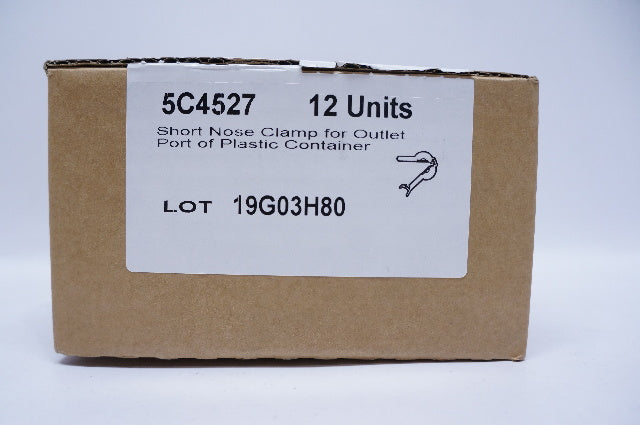 5C4527 12 Units
Short Nose Clamp for Outlet
Port of Plastic Container
LOT 19G03H80